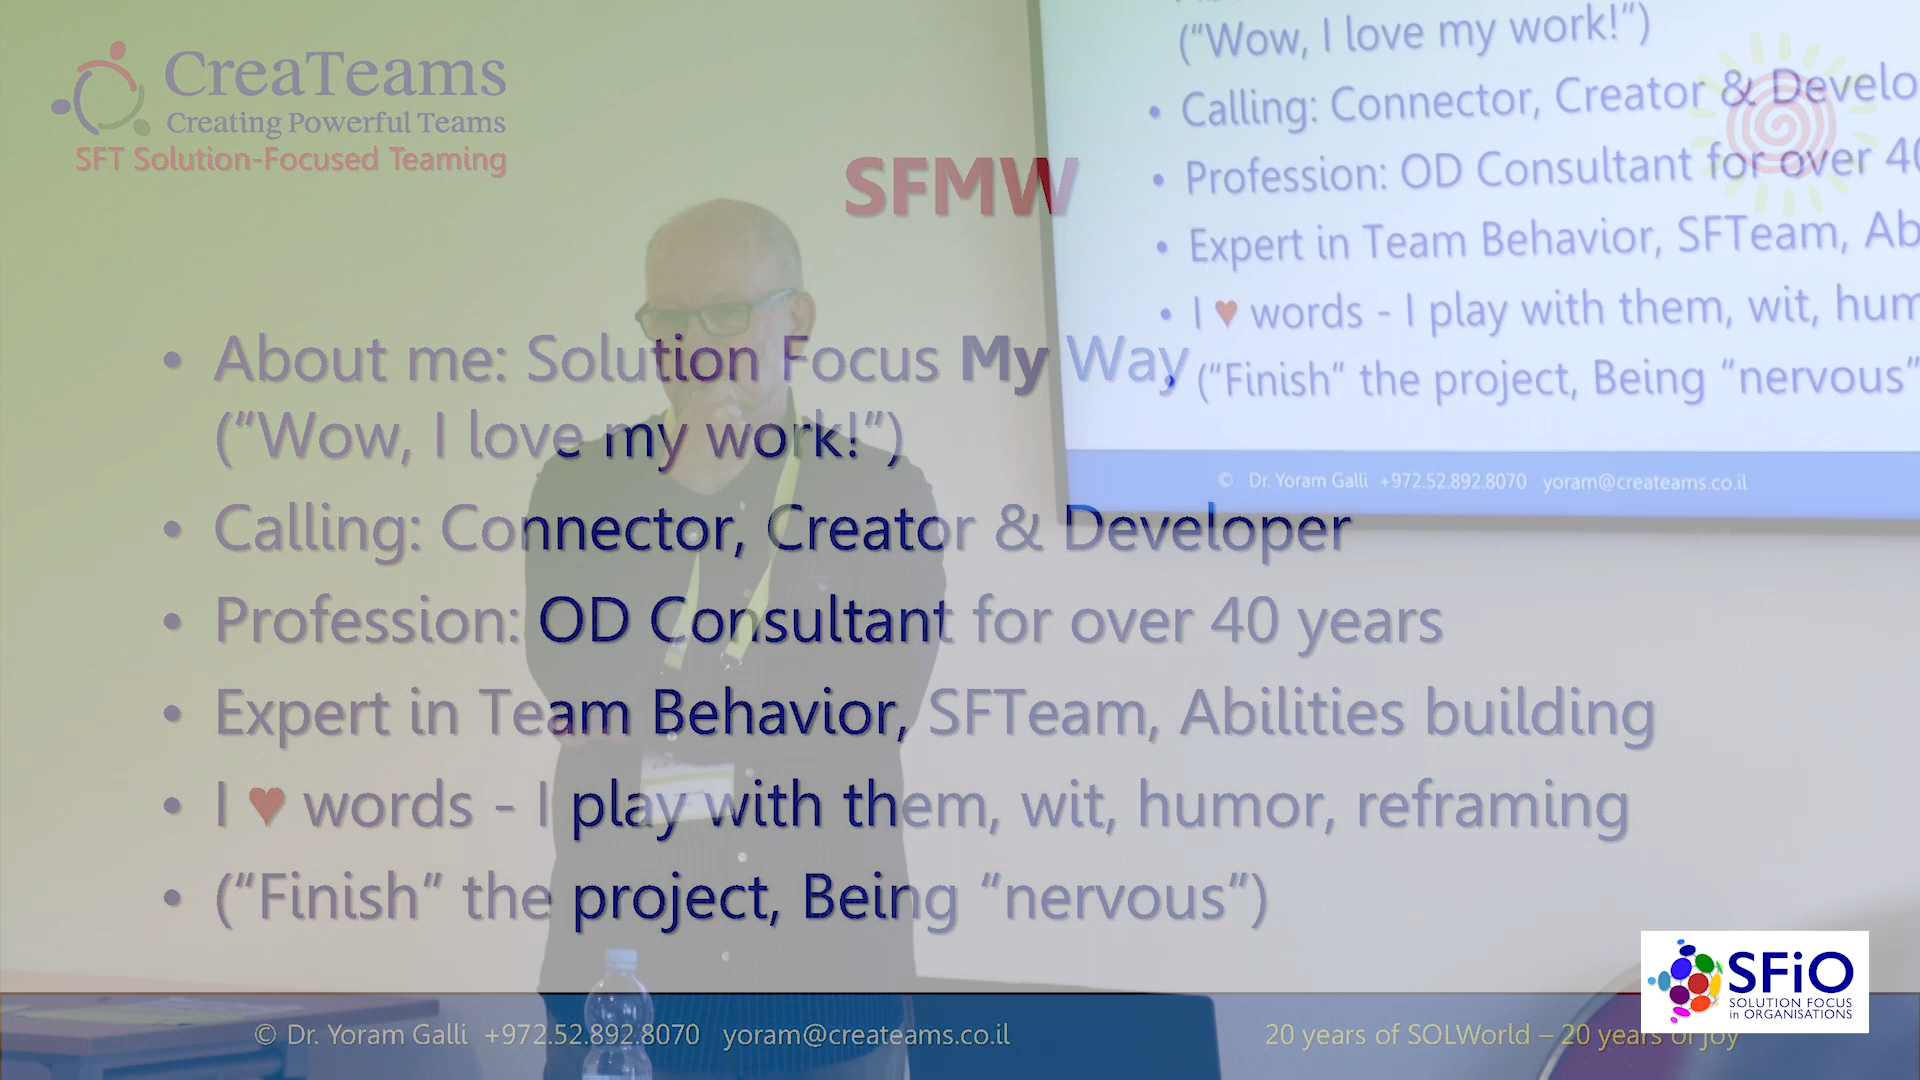 CreaTeams
Creating Powerful Teams
SFT Solution-Focused Teaming
SFMW
• About me: Solution Focus My Way
(“Wow, I love my work!”)
• Calling: Connector, Creator & Developer
• Profession: OD Consultant for over 40 years
• Expert in Team Behavior, SFTeam, Abilities building
• I ♥ words - I play with them, wit, humor, reframing
• (“Finish” the project, Being “nervous”)
© Dr. Yoram Galli +972.52.892.8070 yoram@createams.co.il
20 years of SOLWorld – 20 years of joy
(“Wow, I love my work!”)
• Calling: Connector, Creator & Develo
• Profession: OD Consultant for over 40
• Expert in Team Behavior, SFTeam, Ab
• I ♥ words - I play with them, wit, hum
• (“Finish” the project, Being “nervous”
© Dr. Yoram Galli +972.52.892.8070 yoram@createams.co.il
SFiO
SOLUTION FOCUS
in ORGANISATIONS